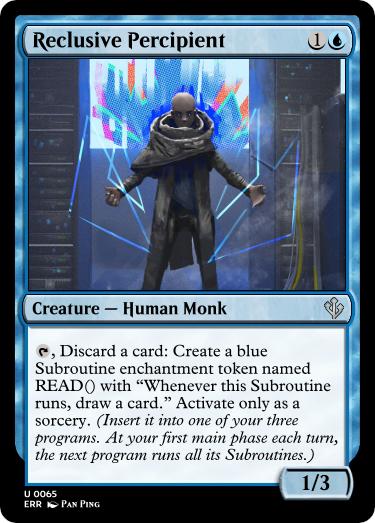 Reclusive Percipient 1
Creature — Human Monk
, Discard a card: Create a blue
Subroutine enchantment token named
READ() with “Whenever this Subroutine
runs, draw a card.” Activate only as a
sorcery. (Insert it into one of your three
programs. At your first main phase each turn,
the next program runs all its Subroutines.)
1/3
U 0065
ERR Pan Ping